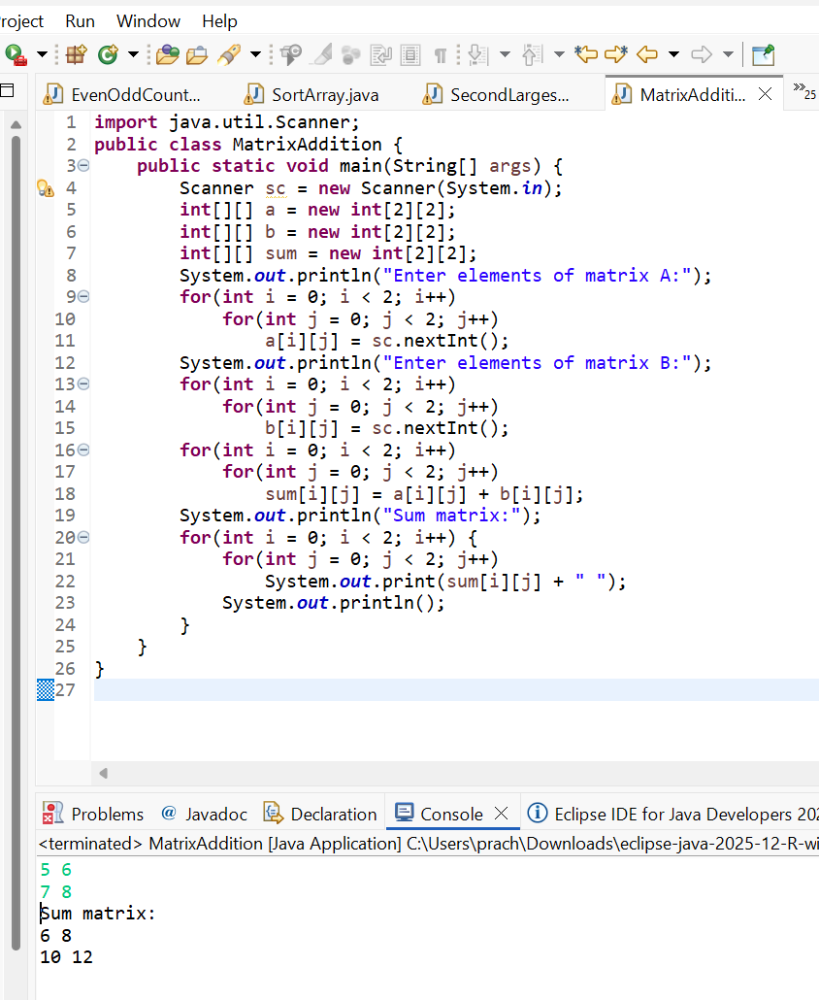 roject Run Window Help
EvenOddCount... SortArray.java SecondLarges... MatrixAdditi... »25
1 import java.util.Scanner;
2 public class MatrixAddition {
3 public static void main(String[] args) {
4 Scanner sc = new Scanner(System.in);
5 int[][] a = new int[2][2];
6 int[][] b = new int[2][2];
7 int[][] sum = new int[2][2];
8 System.out.println("Enter elements of matrix A:");
9 for(int i = 0; i < 2; i++)
10 for(int j = 0; j < 2; j++)
11 a[i][j] = sc.nextInt();
12 System.out.println("Enter elements of matrix B:");
13 for(int i = 0; i < 2; i++)
14 for(int j = 0; j < 2; j++)
15 b[i][j] = sc.nextInt();
16 for(int i = 0; i < 2; i++)
17 for(int j = 0; j < 2; j++)
18 sum[i][j] = a[i][j] + b[i][j];
19 System.out.println("Sum matrix:");
20 for(int i = 0; i < 2; i++) {
21 for(int j = 0; j < 2; j++)
22 System.out.print(sum[i][j] + " ");
23 System.out.println();
24 }
25 }
26 }
27
Problems @ Javadoc Declaration Console Eclipse IDE for Java Developers 202
<terminated> MatrixAddition [Java Application] C:\Users\prach\Downloads\eclipse-java-2025-12-R-wi
5 6
7 8
Sum matrix:
6 8
10 12